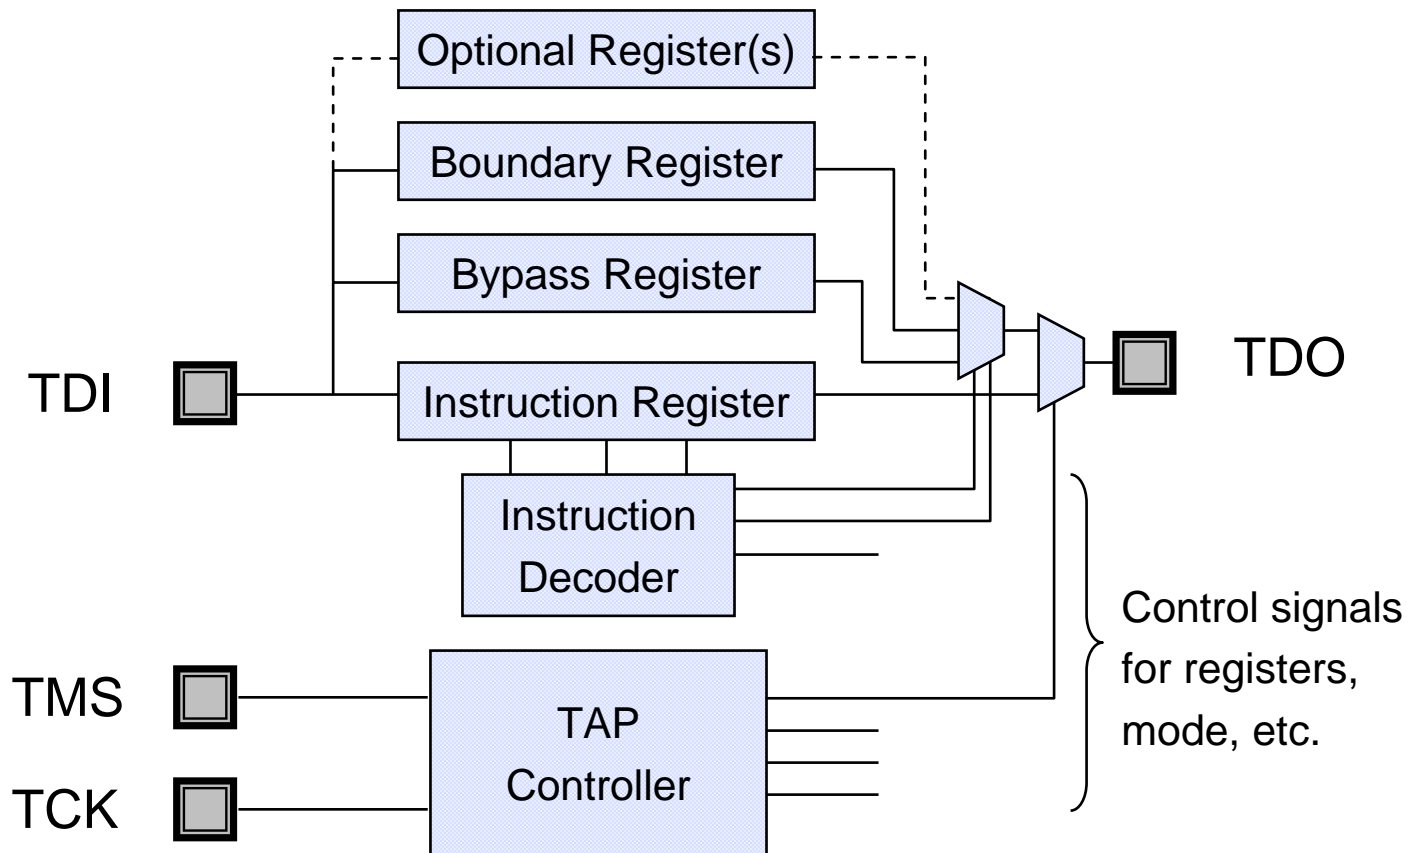 Optional Register(s)
Boundary Register
Bypass Register
TDI
Instruction Register
TDO
Instruction
Decoder
TMS
TCK
TAP
Controller
Control signals
for registers,
mode, etc.